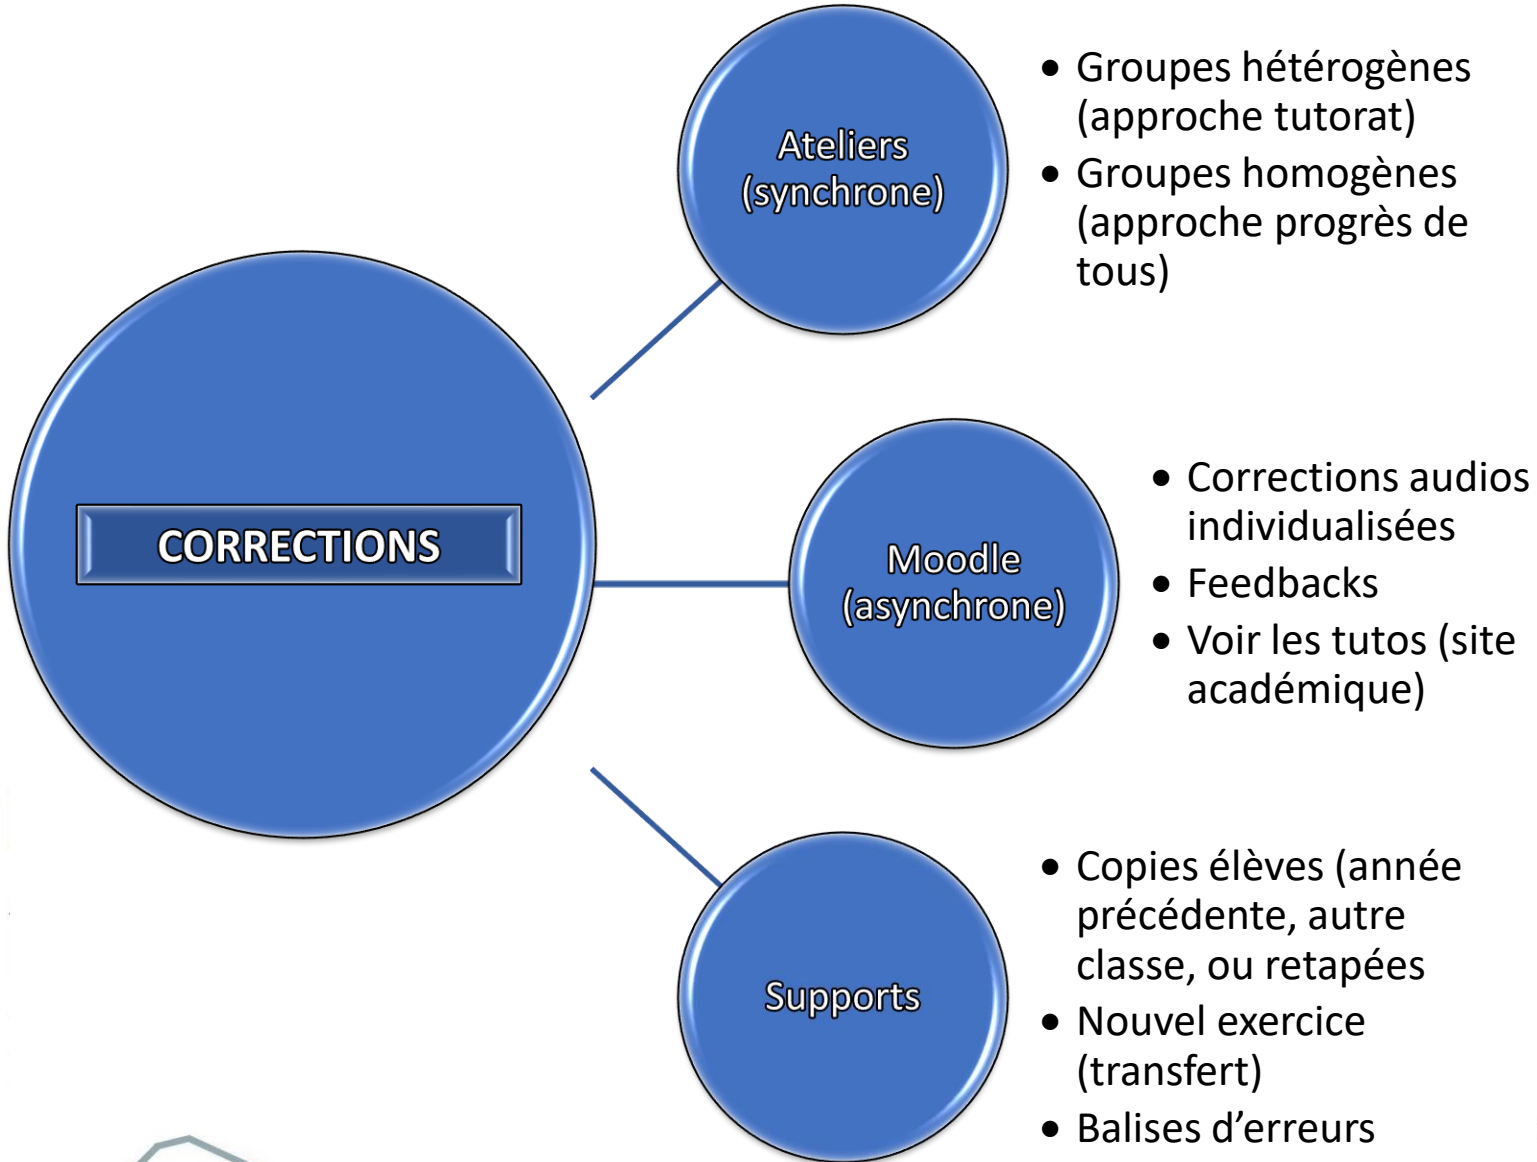 CORRECTIONS
Ateliers
(synchrone)
• Groupes hétérogènes
(approche tutorat)
• Groupes homogènes
(approche progrès de
tous)
Moodle
(asynchrone)
• Corrections audios
individualisées
• Feedbacks
• Voir les tutos (site
académique)
Supports
• Copies élèves (année
précédente, autre
classe, ou retapées
• Nouvel exercice
(transfert)
• Balises d’erreurs